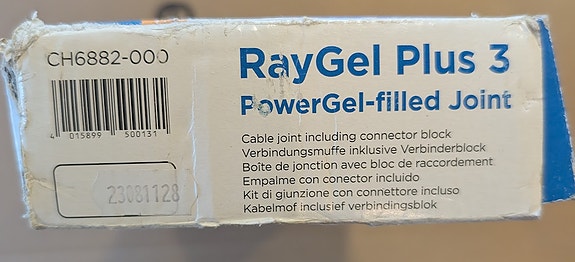 CH6882-000
4 015899 500131
23081128
RayGel Plus 3
PowerGel-filled Joint
Cable joint including connector block
Verbindungsmuffe inklusive Verbinderblock
Boîte de jonction avec bloc de raccordement
Empalme con conector incluido
Kit di giunzione con connettore incluso
Kabelmof inclusief verbindingsblok